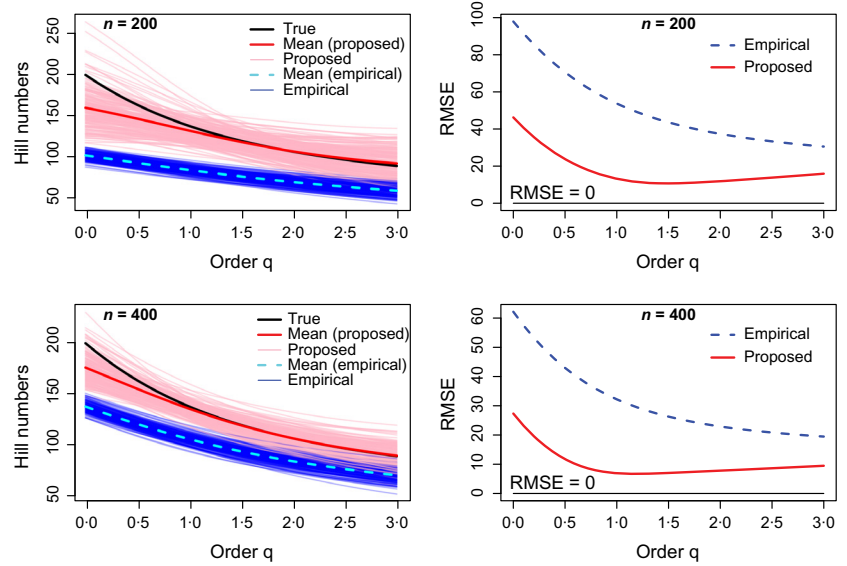 n = 200
True
Mean (proposed)
Proposed
Mean (empirical)
Empirical
Hill numbers
250
200
150
100
50
0·0 0·5 1·0 1·5 2·0 2·5 3·0
Order q
n = 200
Empirical
Proposed
RMSE
100
80
60
40
20
0
RMSE = 0
0·0 0·5 1·0 1·5 2·0 2·5 3·0
Order q
n = 400
True
Mean (proposed)
Proposed
Mean (empirical)
Empirical
Hill numbers
200
150
100
50
0·0 0·5 1·0 1·5 2·0 2·5 3·0
Order q
n = 400
Empirical
Proposed
RMSE
60
50
40
30
20
10
0
RMSE = 0
0·0 0·5 1·0 1·5 2·0 2·5 3·0
Order q